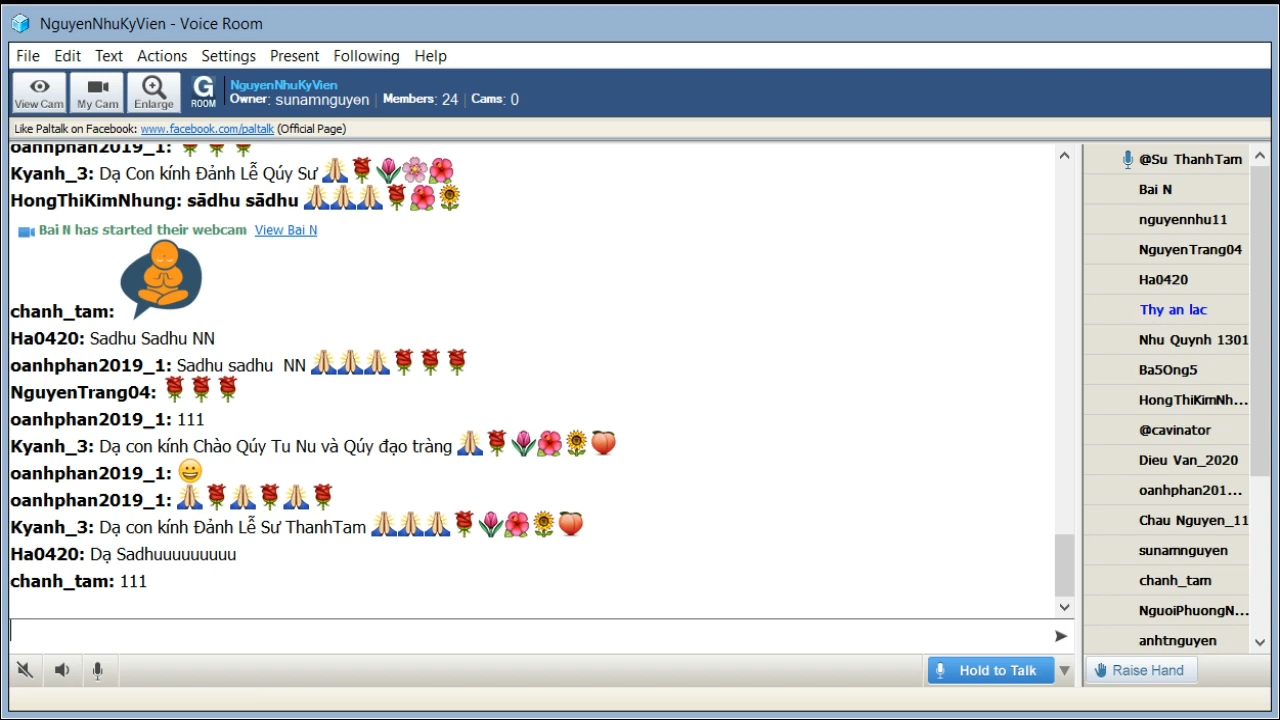 NguyenNhuKyVien - Voice Room
File Edit Text Actions Settings Present Following Help
View Cam My Cam Enlarge G ROOM
NguyenNhuKyVien
Owner: sunamnguyen | Members: 24 | Cams: 0
Like Paltalk on Facebook: www.facebook.com/paltalk (Official Page)
oanhphan2019_1:
Kyanh_3: Dạ Con kính Đảnh Lễ Qúy Sư
HongThiKimNhung: sādhu sādhu
Bai N has started their webcam View Bai N
chanh_tam:
Ha0420: Sadhu Sadhu NN
oanhphan2019_1: Sadhu sadhu NN
NguyenTrang04:
oanhphan2019_1: 111
Kyanh_3: Dạ con kính Chào Qúy Tu Nu và Qúy đạo tràng
oanhphan2019_1:
oanhphan2019_1:
Kyanh_3: Dạ con kính Đảnh Lễ Sư ThanhTam
Ha0420: Dạ Sadhuuuuuuuuu
chanh_tam: 111
@Su ThanhTam
Bai N
nguyennhu11
NguyenTrang04
Ha0420
Thy an lac
Nhu Quynh 1301
Ba5Ong5
HongThiKimNh...
@cavinator
Dieu Van_2020
oanhphan201...
Chau Nguyen_11
sunamnguyen
chanh_tam
NguoiPhuongN...
anhtnguyen
Hold to Talk
Raise Hand